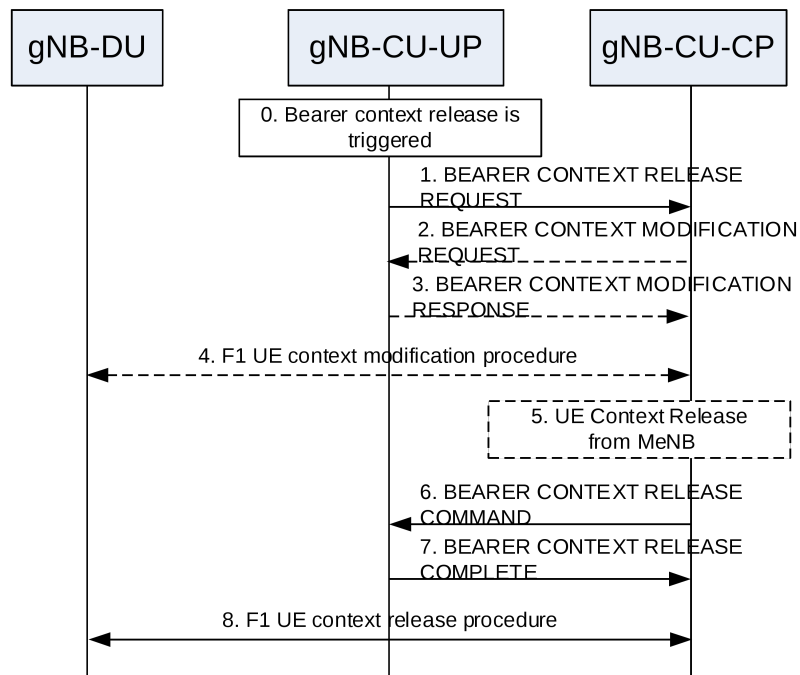 gNB-DU
gNB-CU-UP
gNB-CU-CP
0. Bearer context release is
triggered
1. BEARER CONTEXT RELEASE
REQUEST
2. BEARER CONTEXT MODIFICATION
REQUEST
3. BEARER CONTEXT MODIFICATION
RESPONSE
4. F1 UE context modification procedure
5. UE Context Release
from MeNB
6. BEARER CONTEXT RELEASE
COMMAND
7. BEARER CONTEXT RELEASE
COMPLETE
8. F1 UE context release procedure